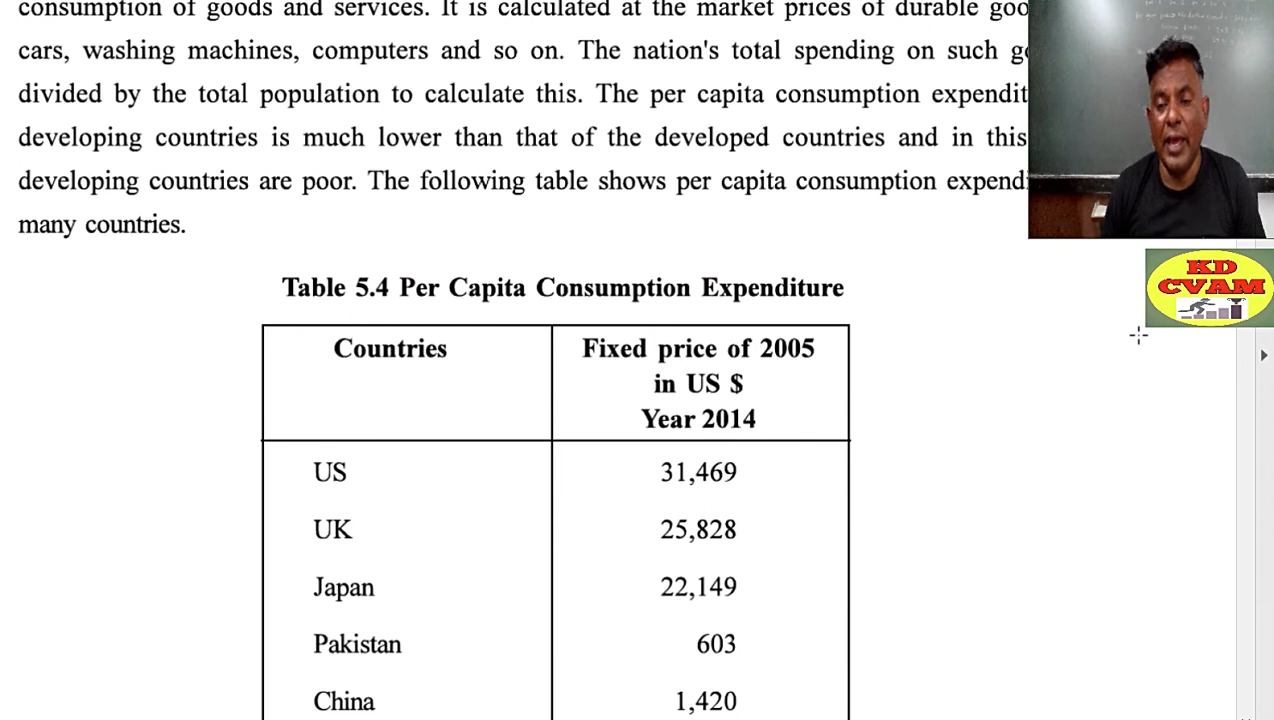 consumption of goods and services. It is calculated at the market prices of durable
cars, washing machines, computers and so on. The nation's total spending on such
divided by the total population to calculate this. The per capita consumption
developing countries is much lower than that of the developed countries and in this
developing countries are poor. The following table shows per capita consumption
many countries.
KD
CVAM
Table 5.4 Per Capita Consumption Expenditure
Countries
Fixed price of 2005
in US $
Year 2014
US 31,469
UK 25,828
Japan 22,149
Pakistan 603
China 1,420